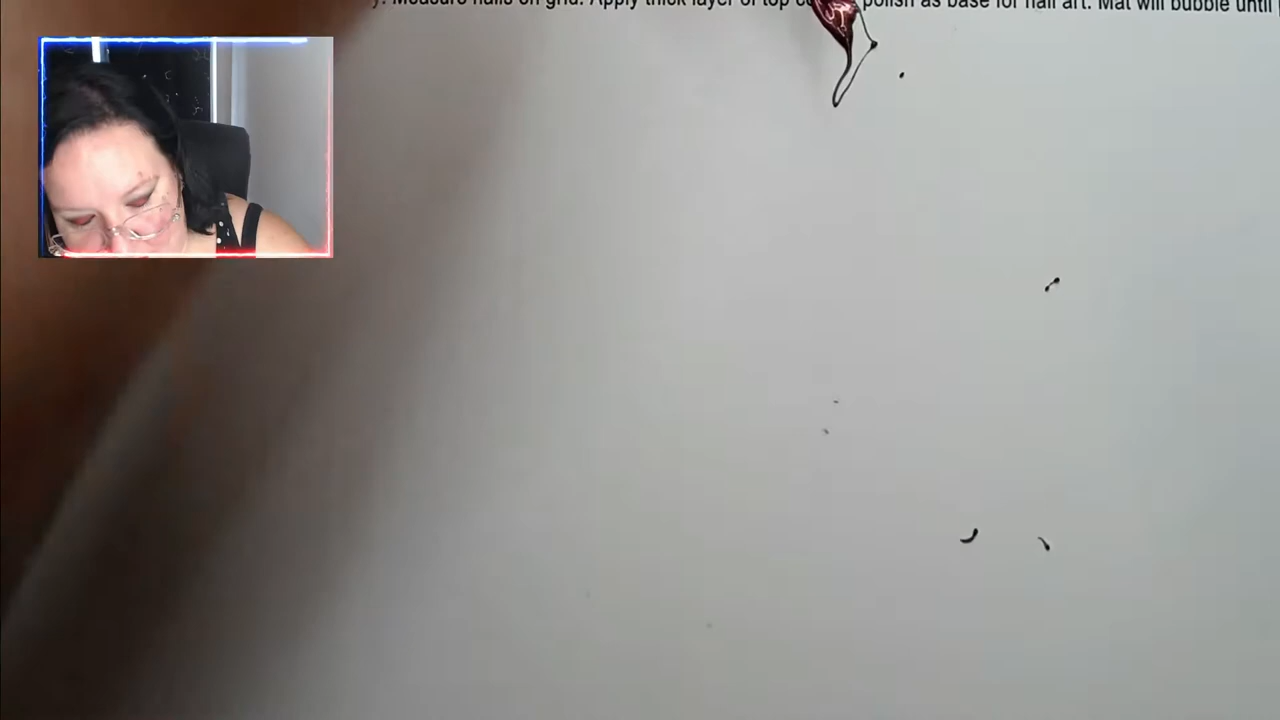 Measure nails on grid. Apply thick layer of top polish as base for nail art. Mat will bubble until